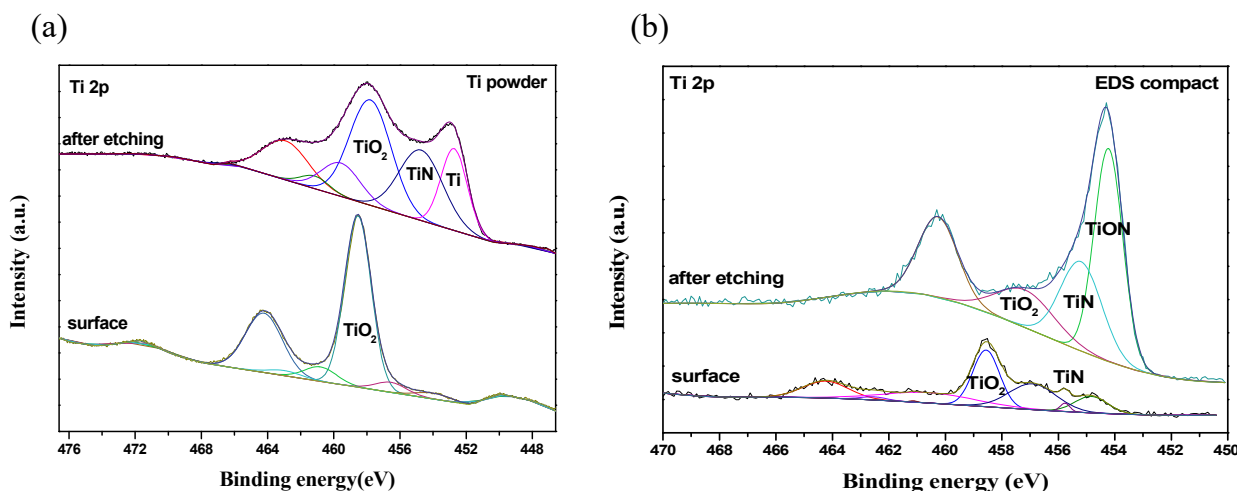 (a)
Ti 2p
Ti powder
after etching
TiO2
TiN
Ti
surface
TiO2
Intensity (a.u.)
476 472 468 464 460 456 452 448
Binding energy(eV)
(b)
Ti 2p
EDS compact
TiON
after etching
TiO2
TiN
surface
TiO2
TiN
Intensity (a.u.)
470 468 466 464 462 460 458 456 454 452 450
Binding energy (eV)